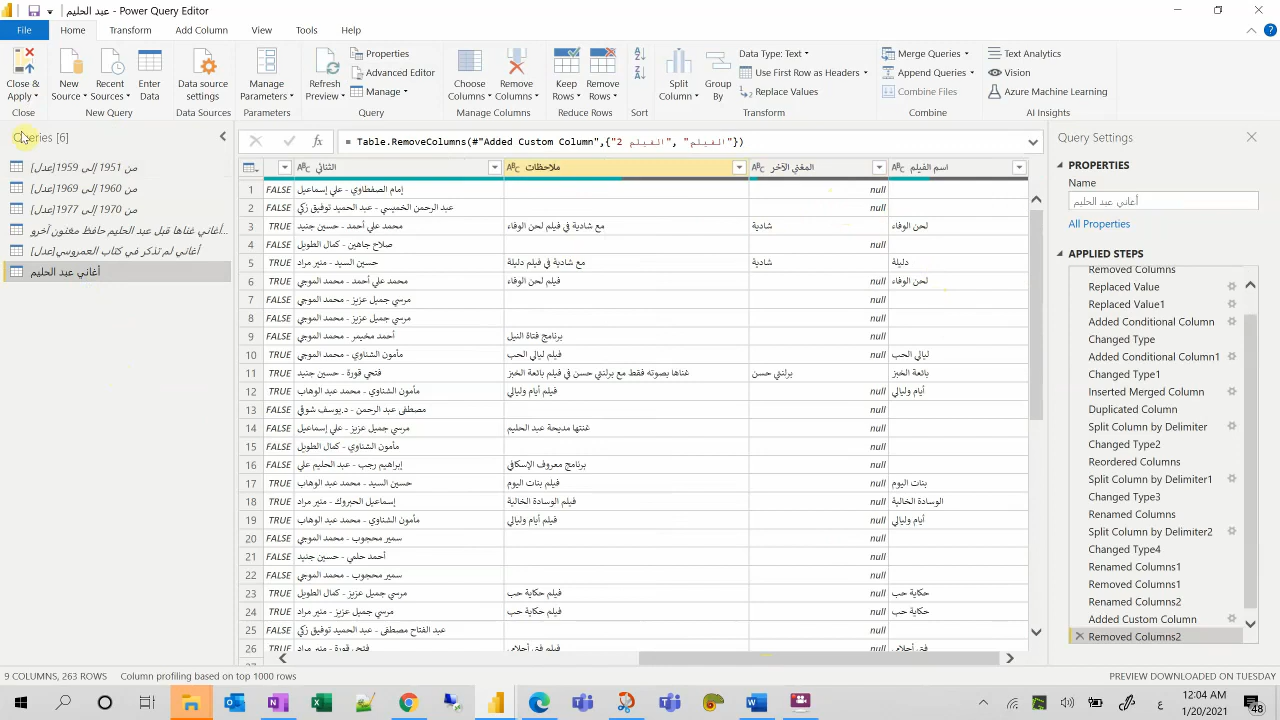 عبد الحليم - Power Query Editor
File Home Transform Add Column View Tools Help
Close & Apply
New Source
Recent Sources
Enter Data
Data source settings
Manage Parameters
Refresh Preview
Properties
Advanced Editor
Manage
Choose Columns
Remove Columns
Keep Rows
Remove Rows
Split Column
Group By
Data Type: Text
Use First Row as Headers
Replace Values
Merge Queries
Append Queries
Combine Files
Text Analytics
Vision
Azure Machine Learning
Close New Query Data Sources Parameters Query Manage Columns Reduce Rows Sort Transform Combine AI Insights
Queries [6]
من 1951 إلى 1959[عدل]
من 1960 إلى 1969[عدل]
من 1970 إلى 1977[عدل]
أغاني غناها قبل عبد الحليم حافظ مغنون آخرو...
أغاني لم تذكر في كتاب العمروسي[عدل]
أغاني عبد الحليم
= Table.RemoveColumns(#"Added Custom Column",{"الفيلم", "الفيلم 2"})
الثنائي ملاحظات المغني الآخر اسم الفيلم
1 FALSE إمام الصفطاوي - علي إسماعيل null
2 FALSE عبد الرحمن الخميسي - عبد الحميد توفيق زكي null
3 TRUE محمد علي أحمد - حسين جنيد مع شادية في فيلم لحن الوفاء شادية لحن الوفاء
4 FALSE صلاح جاهين - كمال الطويل null
5 TRUE حسين السيد - منير مراد مع شادية في فيلم دليلة شادية دليلة
6 TRUE محمد علي أحمد - محمد الموجي فيلم لحن الوفاء null لحن الوفاء
7 FALSE مرسي جميل عزيز - محمد الموجي null
8 FALSE مرسي جميل عزيز - محمد الموجي null
9 FALSE أحمد مخيمر - محمد الموجي برنامج فتاة النيل null
10 TRUE مأمون الشناوي - محمد الموجي فيلم ليالي الحب null ليالي الحب
11 TRUE فتحي قورة - حسين جنيد غناها بصوته فقط مع برلنتي حسن في فيلم بائعة الخبز برلنتي حسن بائعة الخبز
12 TRUE مأمون الشناوي - محمد عبد الوهاب فيلم أيام وليالي null أيام وليالي
13 FALSE مصطفى عبد الرحمن - د.يوسف شوقي null
14 FALSE مرسي جميل عزيز - علي إسماعيل غنتها مديحة عبد الحليم null
15 FALSE مأمون الشناوي - كمال الطويل null
16 FALSE إبراهيم رجب - عبد الحليم علي برنامج معروف الإسكافي null
17 TRUE حسين السيد - محمد عبد الوهاب فيلم بنات اليوم null بنات اليوم
18 TRUE إسماعيل الحبروك - منير مراد فيلم الوسادة الخالية null الوسادة الخالية
19 TRUE مأمون الشناوي - محمد عبد الوهاب فيلم أيام وليالي null أيام وليالي
20 FALSE سمير محجوب - محمد الموجي null
21 FALSE أحمد حلمي - حسين جنيد null
22 FALSE سمير محجوب - محمد الموجي null
23 TRUE مرسي جميل عزيز - كمال الطويل فيلم حكاية حب null حكاية حب
24 TRUE مرسي جميل عزيز - منير مراد فيلم حكاية حب null حكاية حب
25 FALSE عبد الفتاح مصطفى - عبد الحميد توفيق زكي null
26 TRUE فتحي قورة - منير مراد فيلم فتى أحلامي null فتى أحلامي
Query Settings
PROPERTIES
Name
أغاني عبد الحليم
All Properties
APPLIED STEPS
Removed Columns
Replaced Value
Replaced Value1
Added Conditional Column
Changed Type
Added Conditional Column1
Changed Type1
Inserted Merged Column
Duplicated Column
Split Column by Delimiter
Changed Type2
Reordered Columns
Split Column by Delimiter1
Changed Type3
Renamed Columns
Split Column by Delimiter2
Changed Type4
Renamed Columns1
Removed Columns1
Renamed Columns2
Added Custom Column
Removed Columns2
9 COLUMNS, 263 ROWS Column profiling based on top 1000 rows PREVIEW DOWNLOADED ON WEDNESDAY
12:04 AM
1/20/2021
ع
48